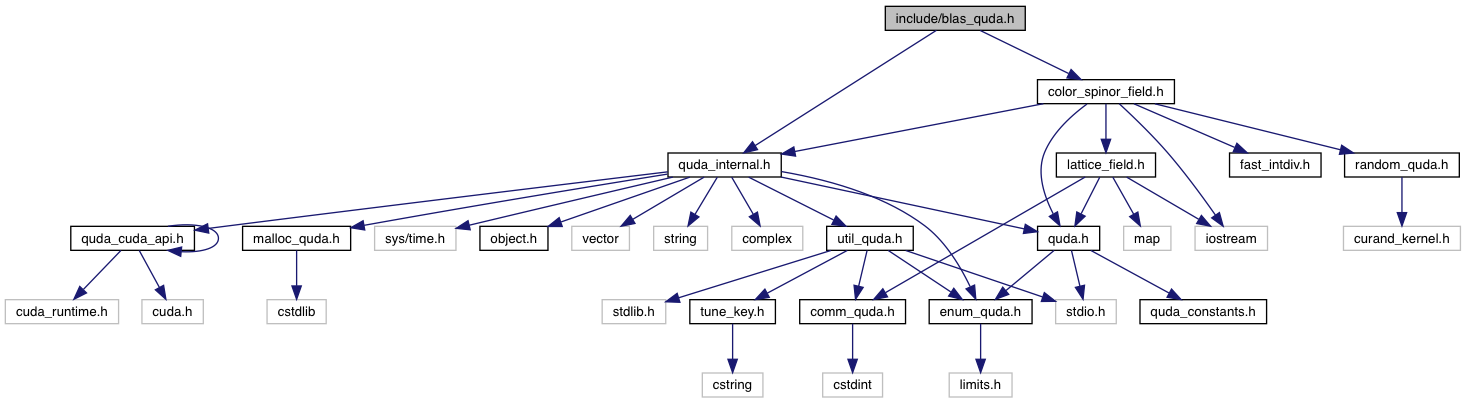 include/blas_quda.h
color_spinor_field.h
quda_internal.h
lattice_field.h
fast_intdiv.h
random_quda.h
quda_cuda_api.h
malloc_quda.h
sys/time.h
object.h
vector
string
complex
util_quda.h
quda.h
map
iostream
curand_kernel.h
cuda_runtime.h
cuda.h
cstdlib
stdlib.h
tune_key.h
comm_quda.h
enum_quda.h
stdio.h
quda_constants.h
cstring
cstdint
limits.h